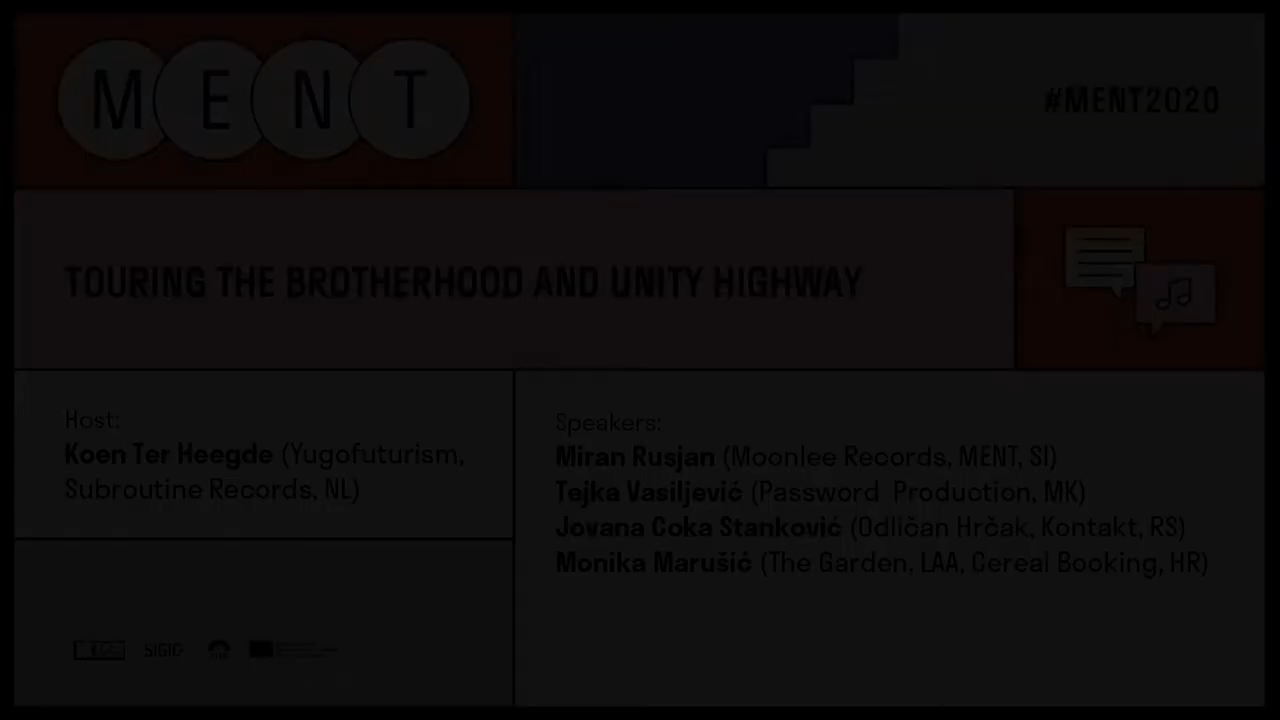 MENT
#MENT2020
TOURING THE BROTHERHOOD AND UNITY HIGHWAY
Host:
Koen Ter Heegde (Yugofuturism,
Subroutine Records, NL)
Speakers:
Miran Rusjan (Moonlee Records, MENT, SI)
Tejka Vasiljević (Password Production, MK)
Jovana Coka Stanković (Odličan Hrčak, Kontakt, RS)
Monika Marušić (The Garden, LAA, Cereal Booking, HR)
SIGIC